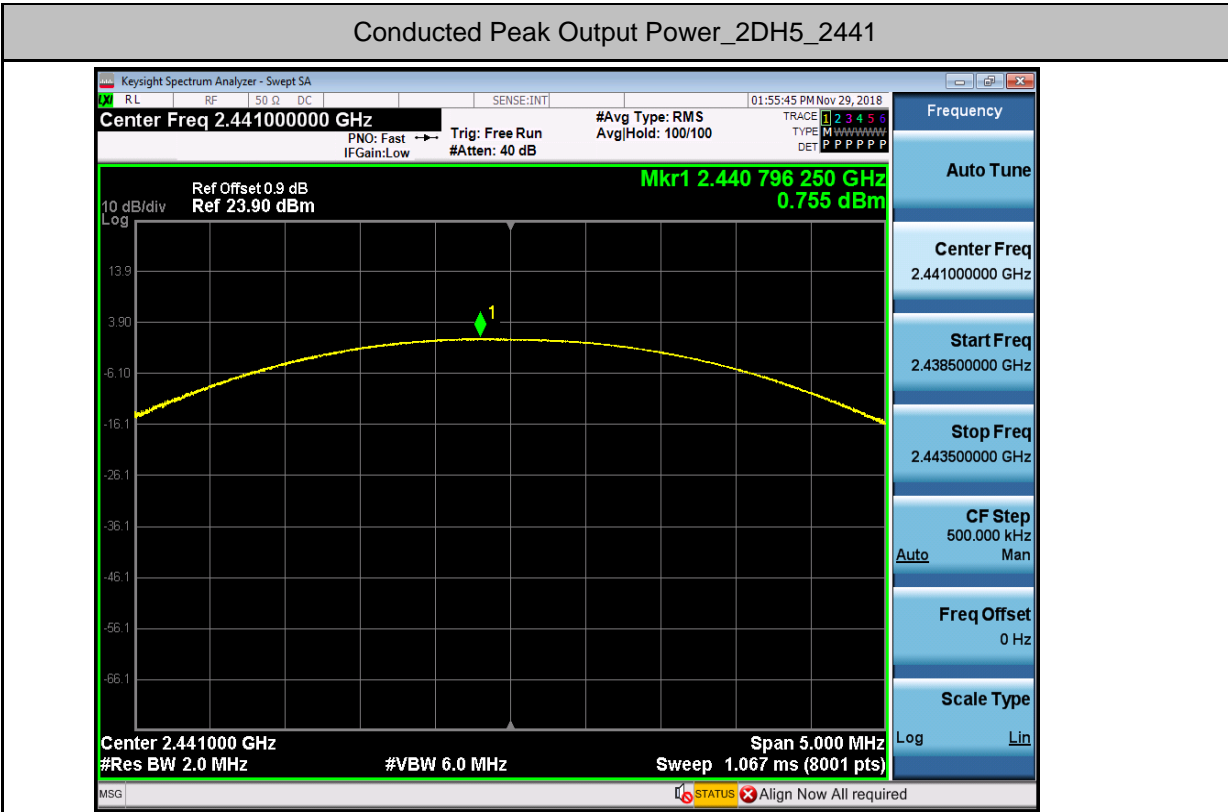 Conducted Peak Output Power_2DH5_2441
Keysight Spectrum Analyzer - Swept SA
LXI RL RF 50 Ω DC SENSE:INT 01:55:45 PM Nov 29, 2018
Center Freq 2.441000000 GHz
PNO: Fast
IFGain:Low
Trig: Free Run
#Atten: 40 dB
#Avg Type: RMS
Avg|Hold: 100/100
TRACE 1 2 3 4 5 6
TYPE M W W W W W
DET P P P P P P
Mkr1 2.440 796 250 GHz
0.755 dBm
Ref Offset 0.9 dB
10 dB/div Ref 23.90 dBm
Log
1
13.9
3.90
-6.10
-16.1
-26.1
-36.1
-46.1
-56.1
-66.1
Center 2.441000 GHz Span 5.000 MHz
#Res BW 2.0 MHz #VBW 6.0 MHz Sweep 1.067 ms (8001 pts)
Frequency
Auto Tune
Center Freq
2.441000000 GHz
Start Freq
2.438500000 GHz
Stop Freq
2.443500000 GHz
CF Step
500.000 kHz
Auto Man
Freq Offset
0 Hz
Scale Type
Log Lin
MSG STATUS Align Now All required